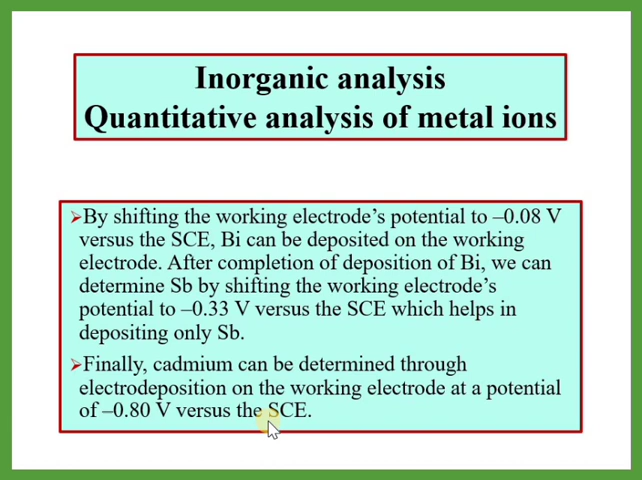 Inorganic analysis
Quantitative analysis of metal ions
➢By shifting the working electrode’s potential to –0.08 V
versus the SCE, Bi can be deposited on the working
electrode. After completion of deposition of Bi, we can
determine Sb by shifting the working electrode’s
potential to –0.33 V versus the SCE which helps in
depositing only Sb.
➢Finally, cadmium can be determined through
electrodeposition on the working electrode at a potential
of –0.80 V versus the SCE.